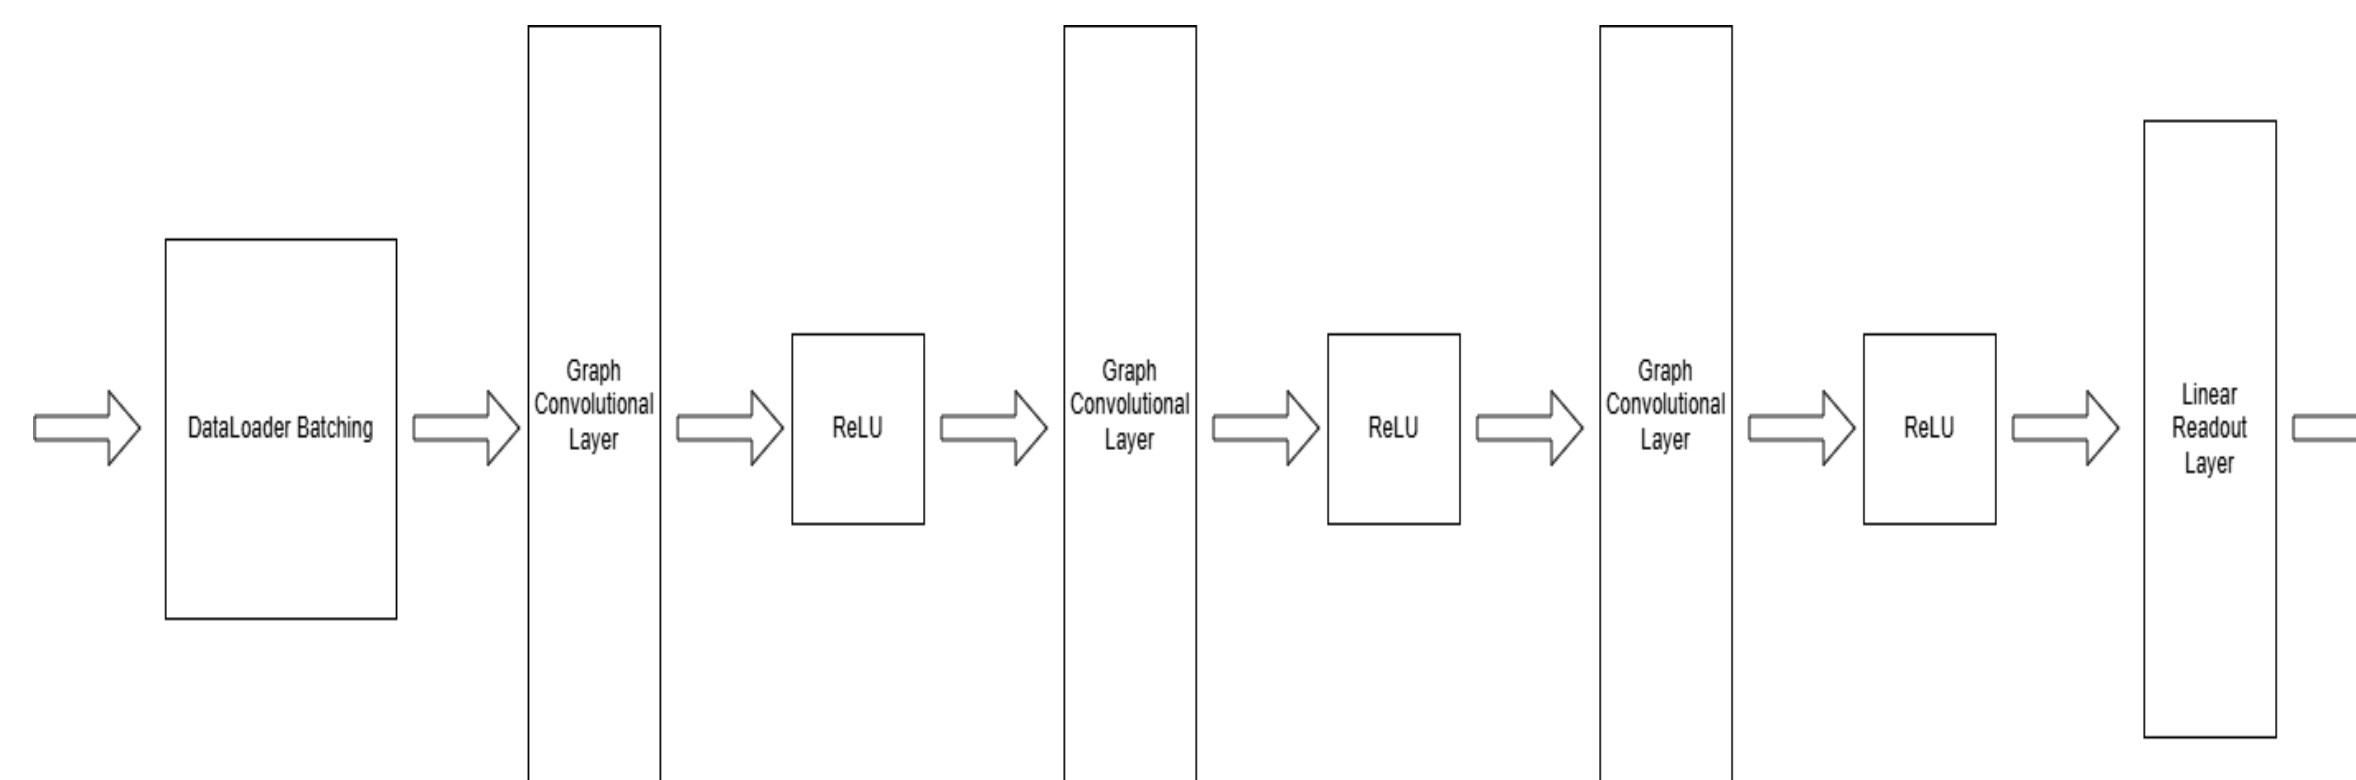 DataLoader Batching
Graph
Convolutional
Layer
ReLU
Graph
Convolutional
Layer
ReLU
Graph
Convolutional
Layer
ReLU
Linear
Readout
Layer